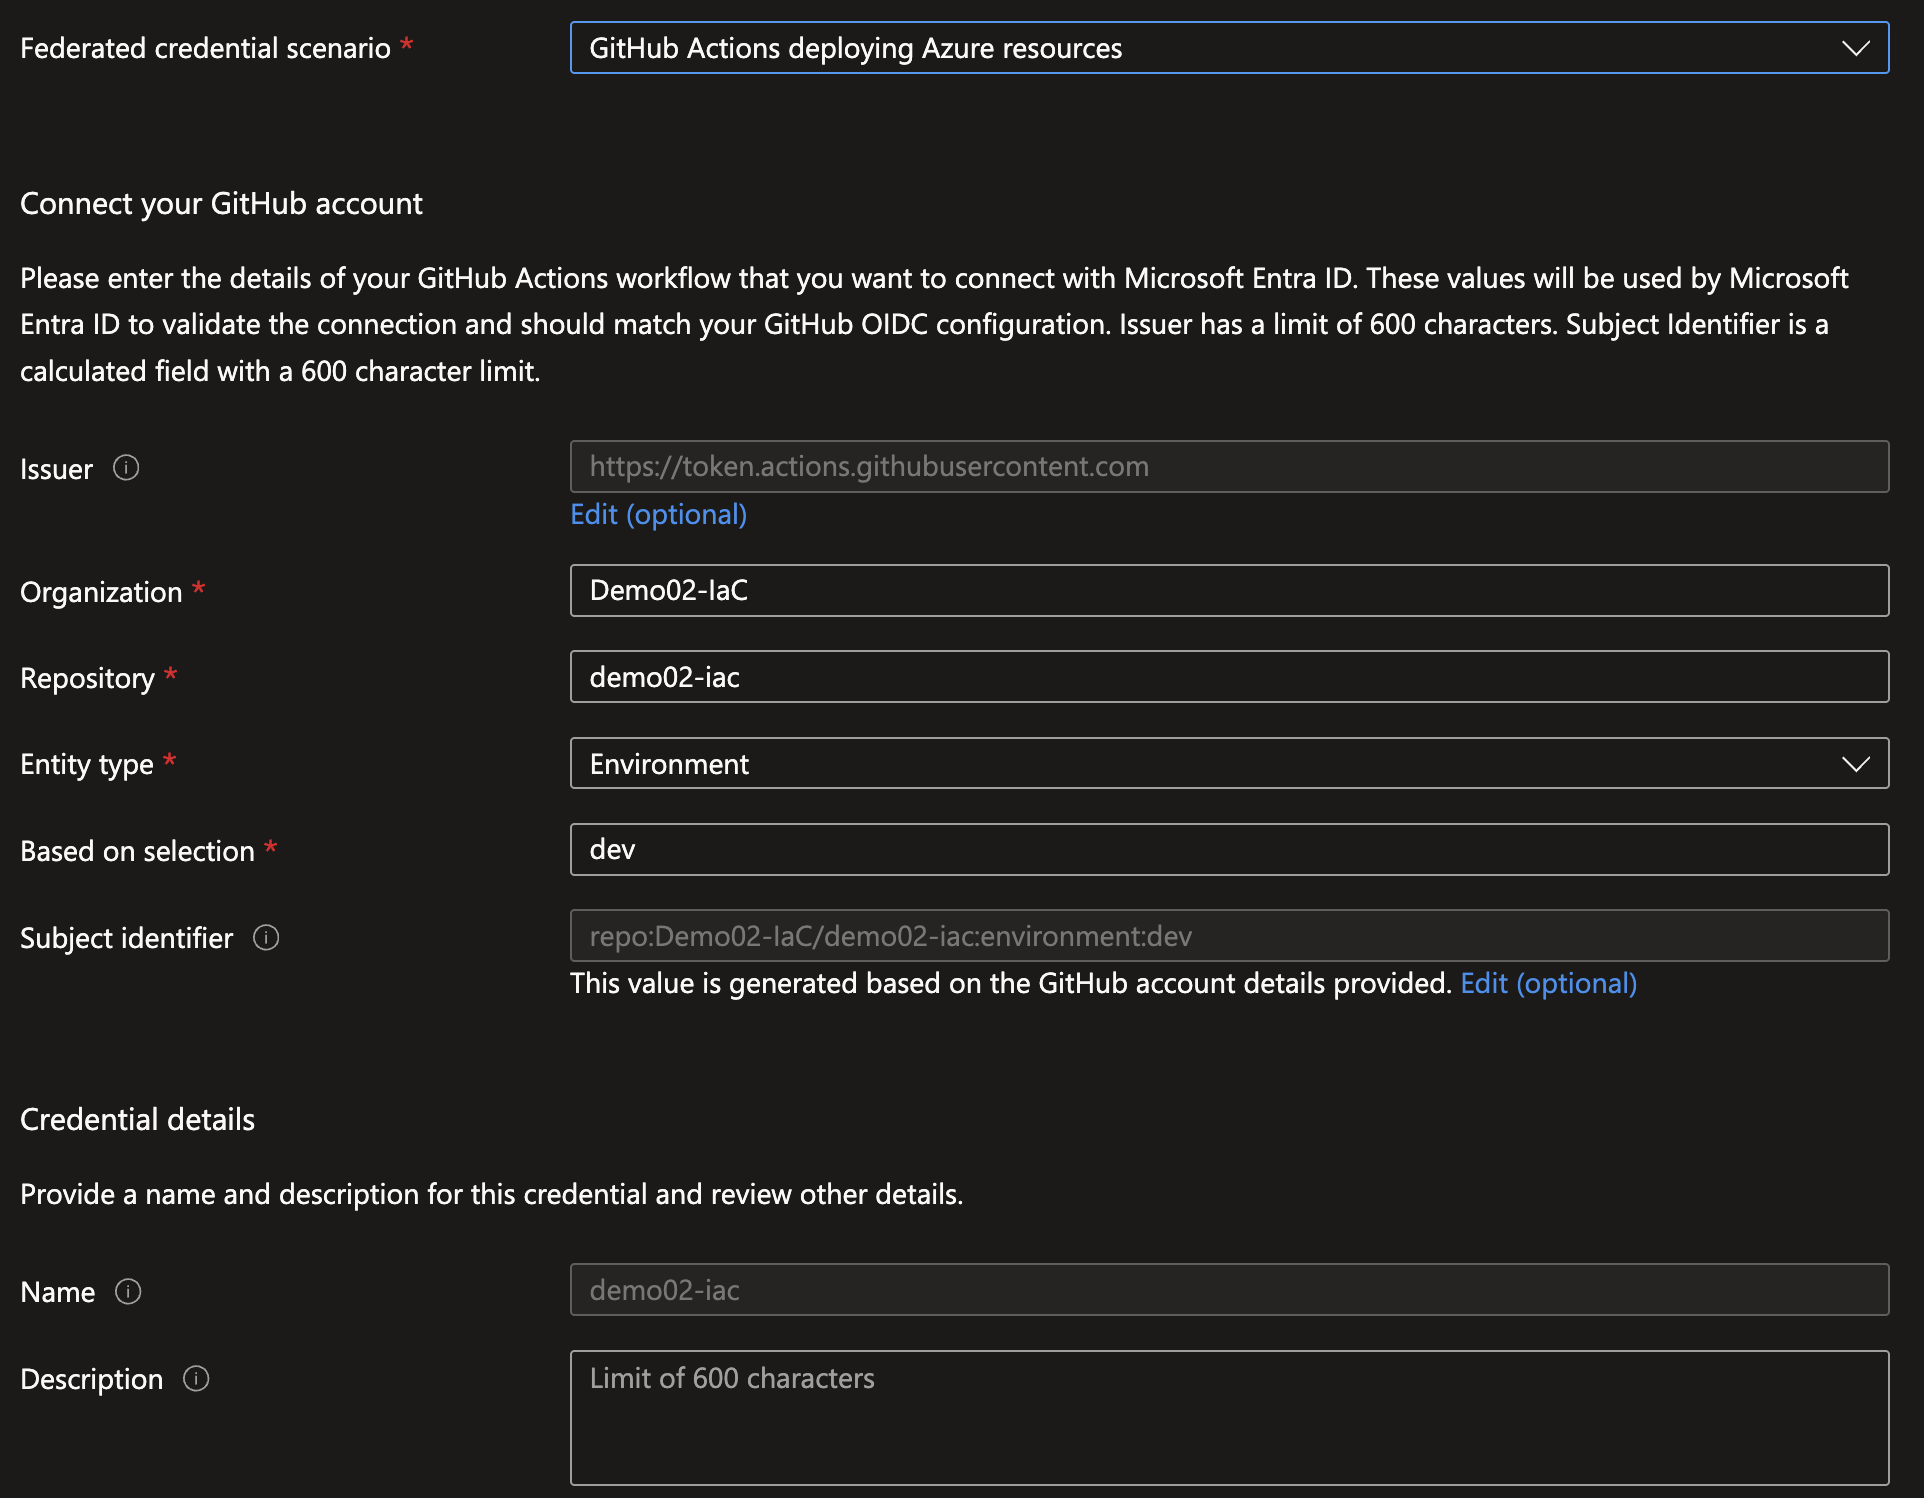 Federated credential scenario *
GitHub Actions deploying Azure resources
Connect your GitHub account
Please enter the details of your GitHub Actions workflow that you want to connect with Microsoft Entra ID. These values will be used by Microsoft
Entra ID to validate the connection and should match your GitHub OIDC configuration. Issuer has a limit of 600 characters. Subject Identifier is a
calculated field with a 600 character limit.
Issuer
https://token.actions.githubusercontent.com
Edit (optional)
Organization *
Demo02-IaC
Repository *
demo02-iac
Entity type *
Environment
Based on selection *
dev
Subject identifier
repo:Demo02-IaC/demo02-iac:environment:dev
This value is generated based on the GitHub account details provided. Edit (optional)
Credential details
Provide a name and description for this credential and review other details.
Name
demo02-iac
Description
Limit of 600 characters